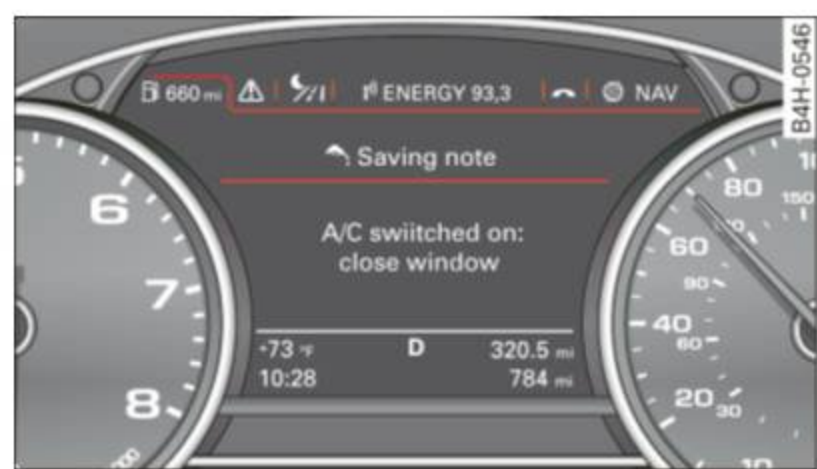 B4H-0546
660 mi ENERGY 93,3 NAV
Saving note
A/C swiitched on:
close window
+73 °F D 320.5 mi
10:28 784 mi
6
7
8
80
150
60
90
40
60
20
30